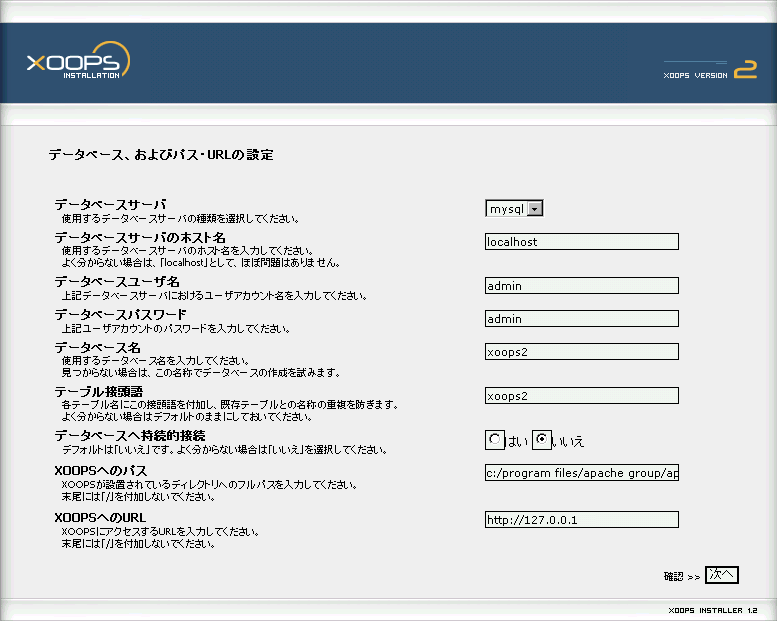 XOOPS
INSTALLATION
XOOPS VERSION 2
データベース、およびパス・URLの設定
データベースサーバ
使用するデータベースサーバの種類を選択してください。
mysql
データベースサーバのホスト名
使用するデータベースサーバのホスト名を入力してください。
よく分からない場合は、「localhost」として、ほぼ問題はありません。
localhost
データベースユーザ名
上記データベースサーバにおけるユーザアカウント名を入力してください。
admin
データベースパスワード
上記ユーザアカウントのパスワードを入力してください。
admin
データベース名
使用するデータベース名を入力してください。
見つからない場合は、この名称でデータベースの作成を試みます。
xoops2
テーブル接頭語
各テーブル名にこの接頭語を付加し、既存テーブルとの名称の重複を防ぎます。
よく分からない場合はデフォルトのままにしておいてください。
xoops2
データベースへ持続的接続
デフォルトは「いいえ」です。よく分からない場合は「いいえ」を選択してください。
はい いいえ
XOOPSへのパス
XOOPSが設置されているディレクトリへのフルパスを入力してください。
末尾には「/」を付加しないでください。
c:/program files/apache group/ap
XOOPSへのURL
XOOPSにアクセスするURLを入力してください。
末尾には「/」を付加しないでください。
http://127.0.0.1
確認 >> 次へ
XOOPS INSTALLER 1.2